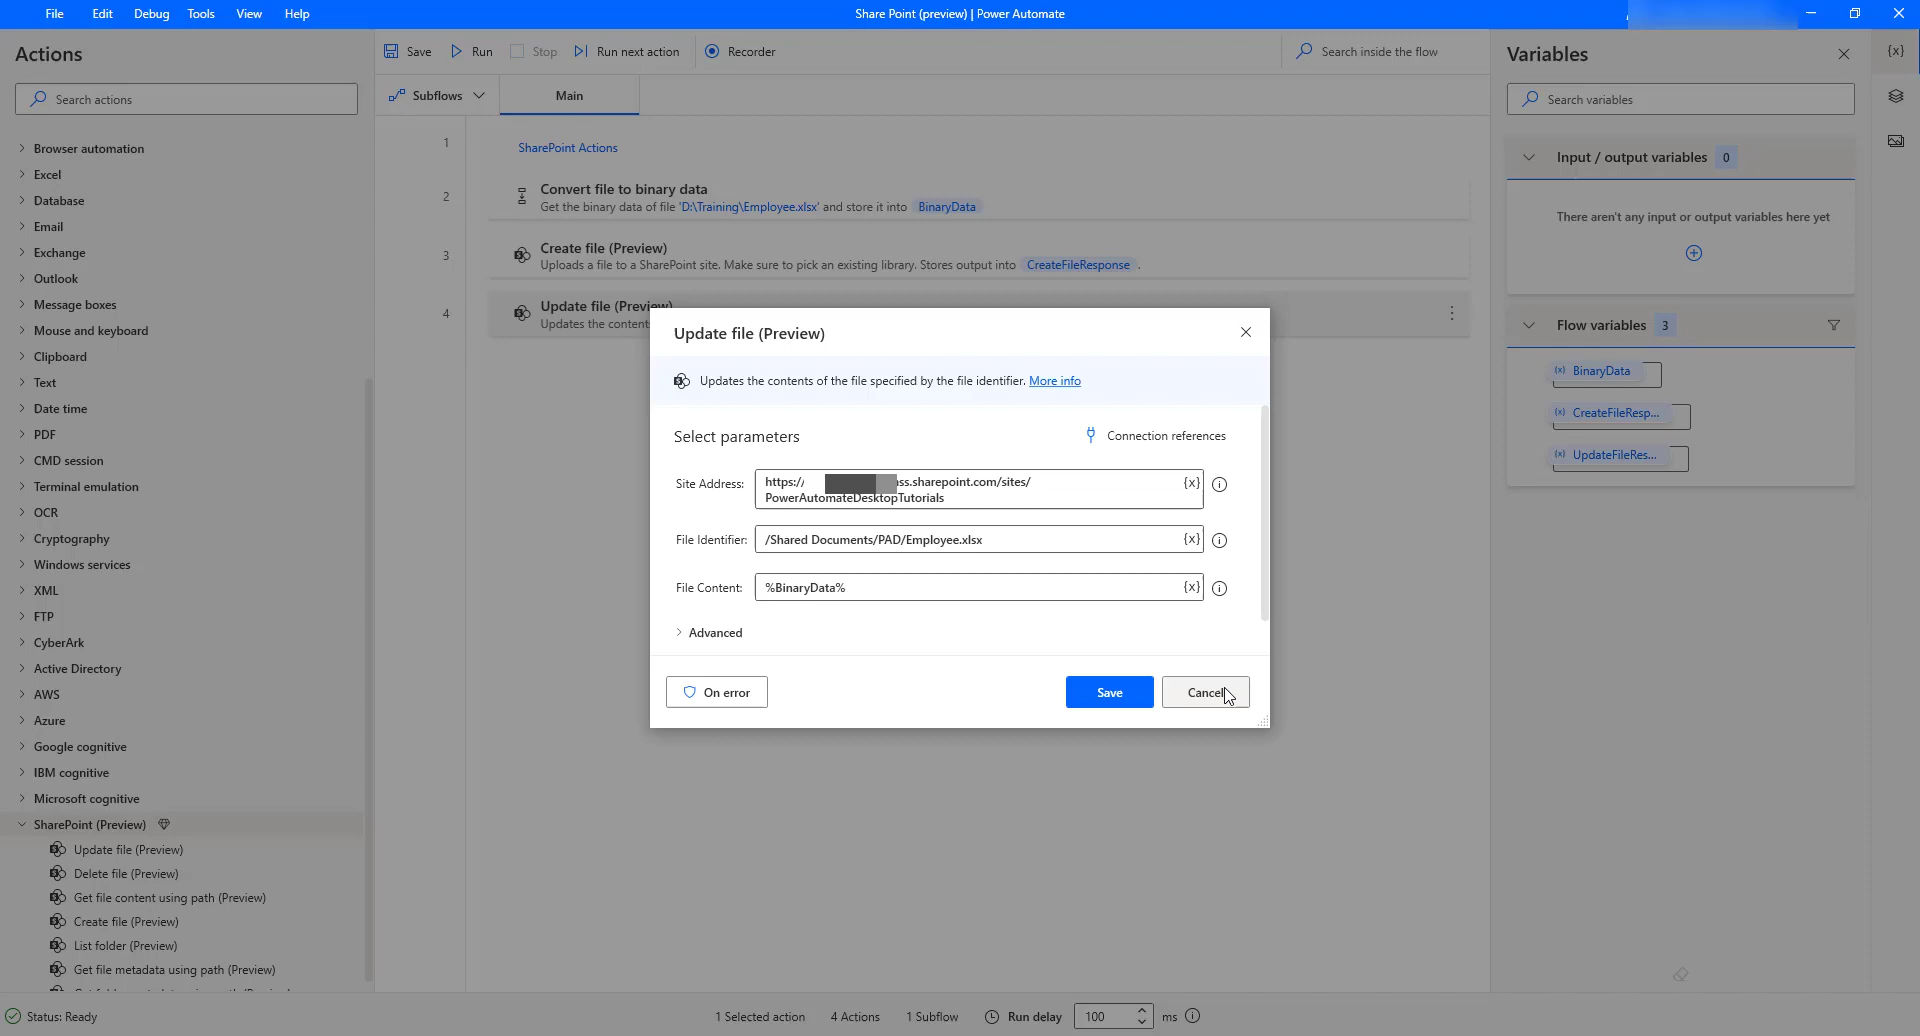 File
Edit
Debug
Tools
View
Help
Share Point (preview) | Power Automate
Actions
Search actions
Browser automation
Excel
Database
Email
Exchange
Outlook
Message boxes
Mouse and keyboard
Clipboard
Text
Date time
PDF
CMD session
Terminal emulation
OCR
Cryptography
Windows services
XML
FTP
CyberArk
Active Directory
AWS
Azure
Google cognitive
IBM cognitive
Microsoft cognitive
SharePoint (Preview)
Update file (Preview)
Delete file (Preview)
Get file content using path (Preview)
Create file (Preview)
List folder (Preview)
Get file metadata using path (Preview)
Save
Run
Stop
Run next action
Recorder
Search inside the flow
Subflows
Main
1
SharePoint Actions
2
Convert file to binary data
Get the binary data of file 'D:\Training\Employee.xlsx' and store it into BinaryData
3
Create file (Preview)
Uploads a file to a SharePoint site. Make sure to pick an existing library. Stores output into CreateFileResponse .
4
Update file (Preview)
Updates the content
Update file (Preview)
Updates the contents of the file specified by the file identifier. More info
Select parameters
Connection references
Site Address:
https:// ss.sharepoint.com/sites/
PowerAutomateDesktopTutorials
{x}
File Identifier:
/Shared Documents/PAD/Employee.xlsx
{x}
File Content:
%BinaryData%
{x}
Advanced
On error
Save
Cancel
Variables
{x}
Search variables
Input / output variables 0
There aren't any input or output variables here yet
Flow variables 3
(x) BinaryData
(x) CreateFileResp...
(x) UpdateFileRes...
Status: Ready
1 Selected action
4 Actions
1 Subflow
Run delay
100
ms